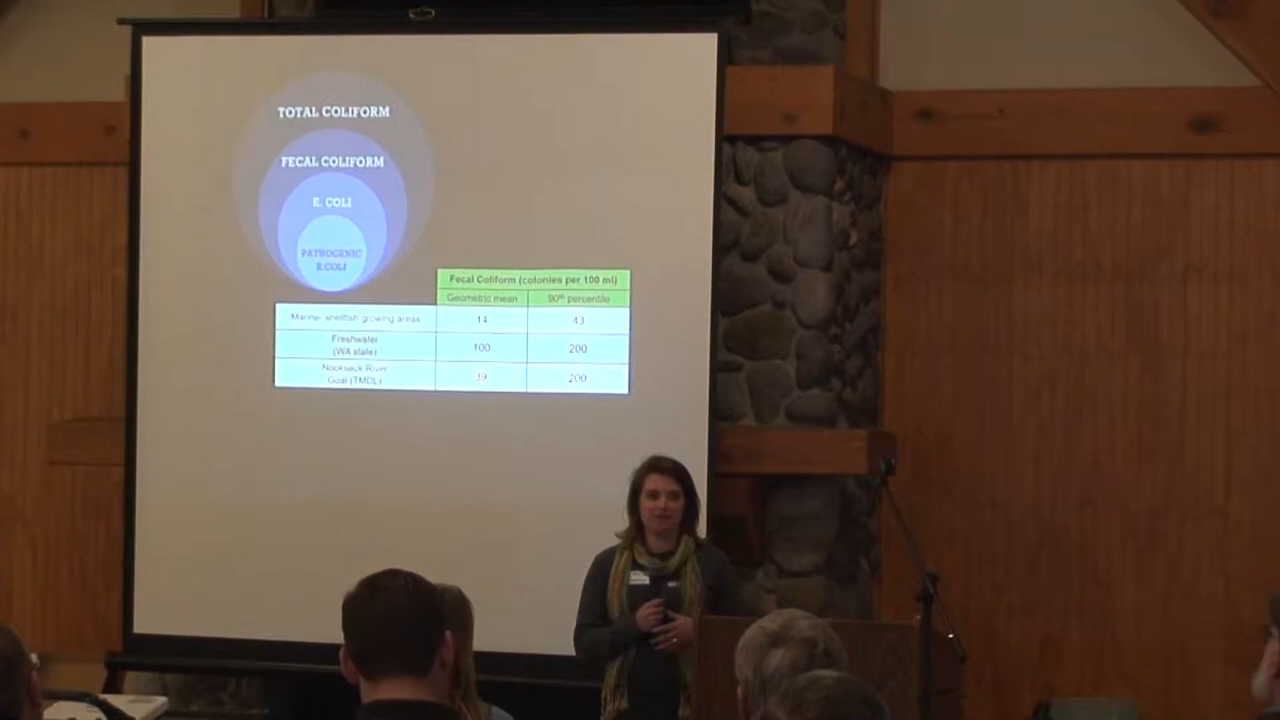 TOTAL COLIFORM
FECAL COLIFORM
E. COLI
PATHOGENIC
E.COLI
Fecal Coliform (colonies per 100 ml)
Geometric mean 90th percentile
Marine- shellfish growing areas 14 43
Freshwater
(WA state) 100 200
Nooksack River
Goal (TMDL) 39 200